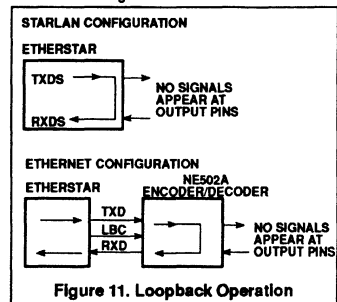 STARLAN CONFIGURATION
ETHERSTAR
TXDS
RXDS
NO SIGNALS
APPEAR AT
OUTPUT PINS
ETHERNET CONFIGURATION
ETHERSTAR
NE502A
ENCODER/DECODER
TXD
LBC
RXD
NO SIGNALS
APPEAR AT
OUTPUT PINS
Figure 11. Loopback Operation